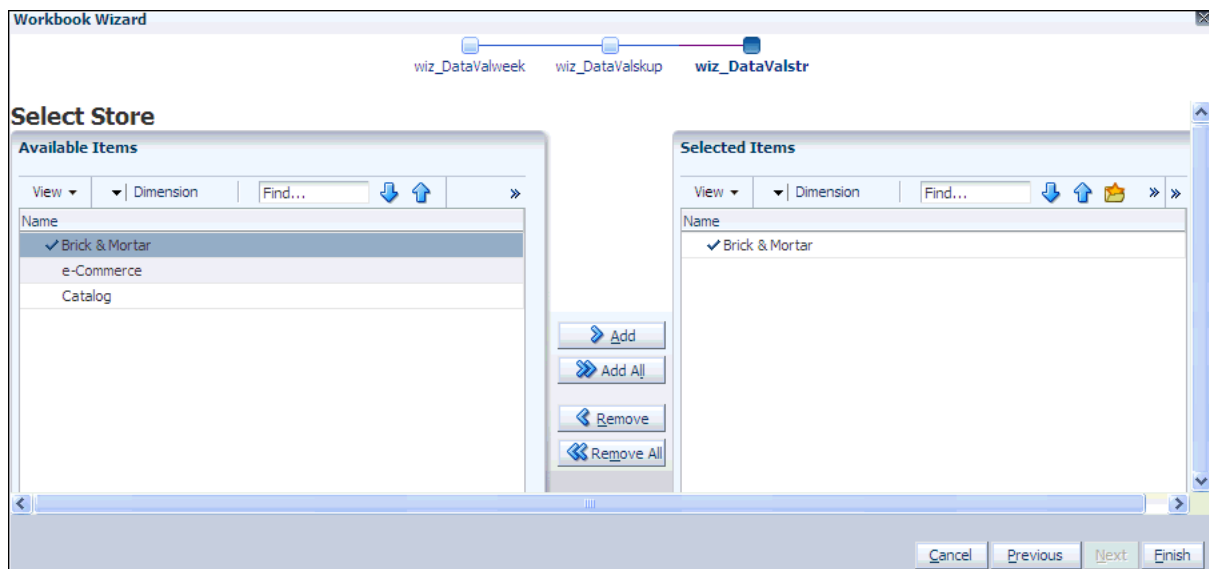 Workbook Wizard
wiz_DataValweek wiz_DataValskup wiz_DataValstr
Select Store
Available Items
View Dimension Find... »
Name
Brick & Mortar
e-Commerce
Catalog
Add
Add All
Remove
Remove All
Selected Items
View Dimension Find... » »
Name
Brick & Mortar
Cancel Previous Next Finish